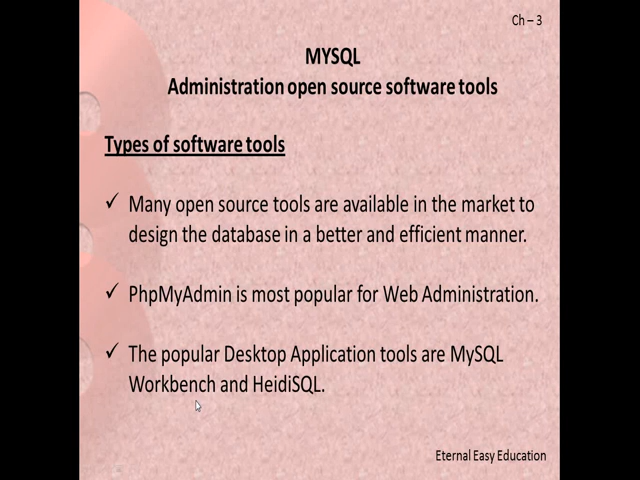 Ch – 3
MYSQL
Administration open source software tools
Types of software tools
✓ Many open source tools are available in the market to
design the database in a better and efficient manner.
✓ PhpMyAdmin is most popular for Web Administration.
✓ The popular Desktop Application tools are MySQL
Workbench and HeidiSQL.
Eternal Easy Education